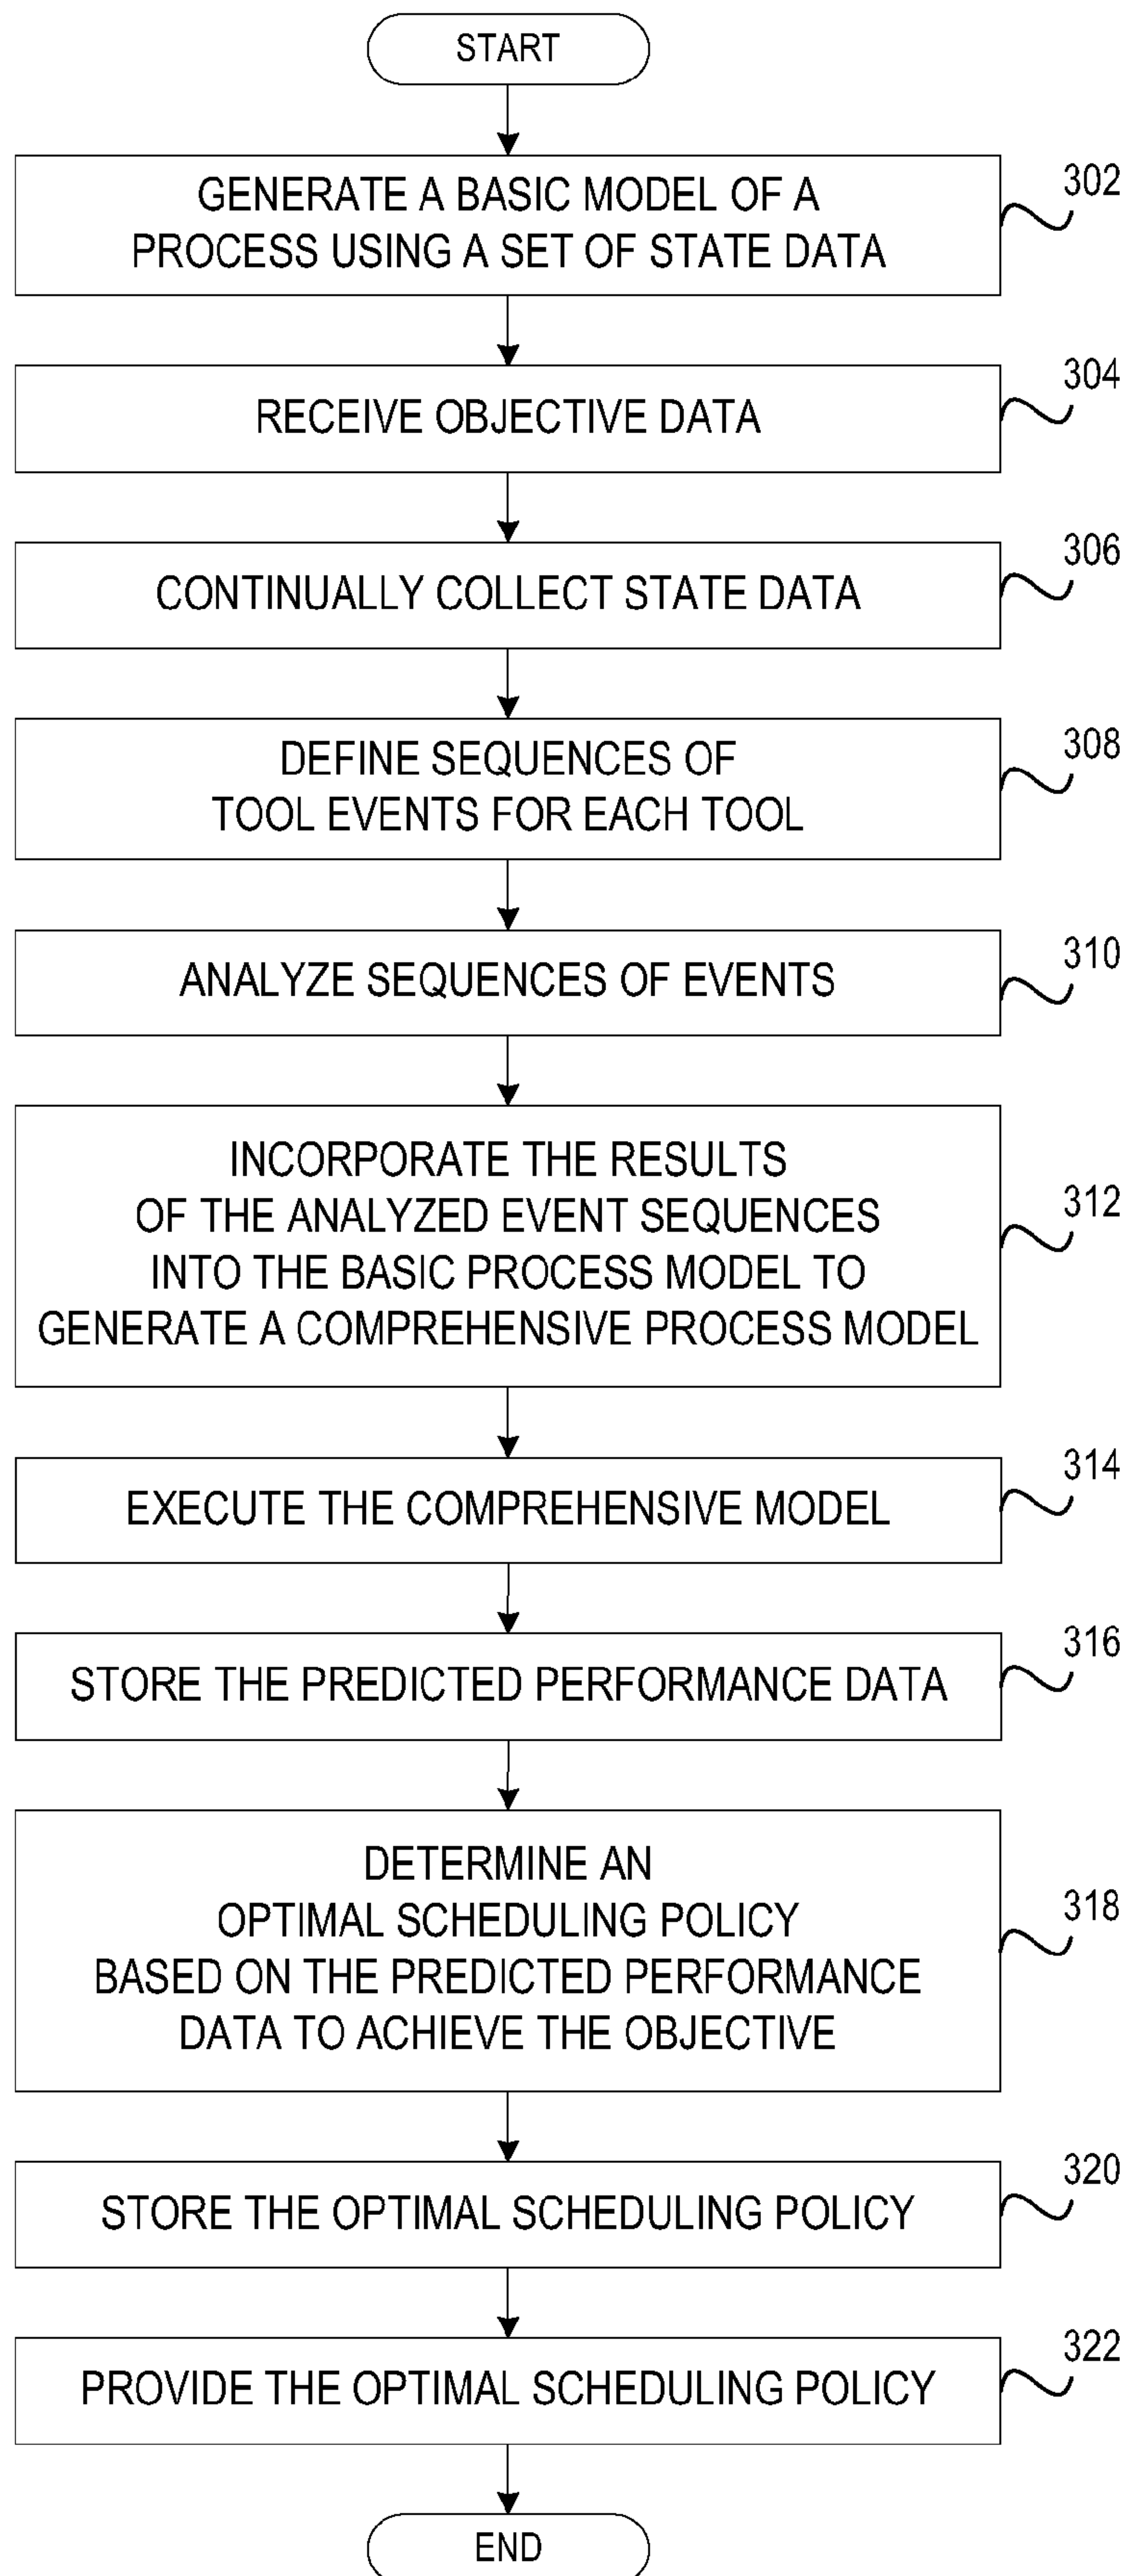 START
GENERATE A BASIC MODEL OF A
PROCESS USING A SET OF STATE DATA
302
RECEIVE OBJECTIVE DATA
304
CONTINUALLY COLLECT STATE DATA
306
DEFINE SEQUENCES OF
TOOL EVENTS FOR EACH TOOL
308
ANALYZE SEQUENCES OF EVENTS
310
INCORPORATE THE RESULTS
OF THE ANALYZED EVENT SEQUENCES
INTO THE BASIC PROCESS MODEL TO
GENERATE A COMPREHENSIVE PROCESS MODEL
312
EXECUTE THE COMPREHENSIVE MODEL
314
STORE THE PREDICTED PERFORMANCE DATA
316
DETERMINE AN
OPTIMAL SCHEDULING POLICY
BASED ON THE PREDICTED PERFORMANCE
DATA TO ACHIEVE THE OBJECTIVE
318
STORE THE OPTIMAL SCHEDULING POLICY
320
PROVIDE THE OPTIMAL SCHEDULING POLICY
322
END